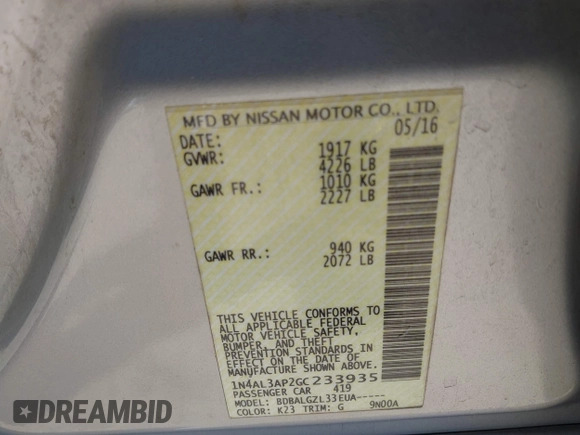 MFD BY NISSAN MOTOR CO., LTD.
DATE: 05/16
GVWR: 1917 KG
4226 LB
GAWR FR.: 1010 KG
2227 LB
GAWR RR.: 940 KG
2072 LB
THIS VEHICLE CONFORMS TO
ALL APPLICABLE FEDERAL
MOTOR VEHICLE SAFETY,
BUMPER, AND THEFT
PREVENTION STANDARDS IN
EFFECT ON THE DATE OF
MANUFACTURE SHOWN ABOVE.
1N4AL3AP2GC233935
PASSENGER CAR 419
MODEL: BDBALGZL33EUA-----
COLOR: K23 TRIM: G 9N00A
© DEALERSHIP
EXIT.COM